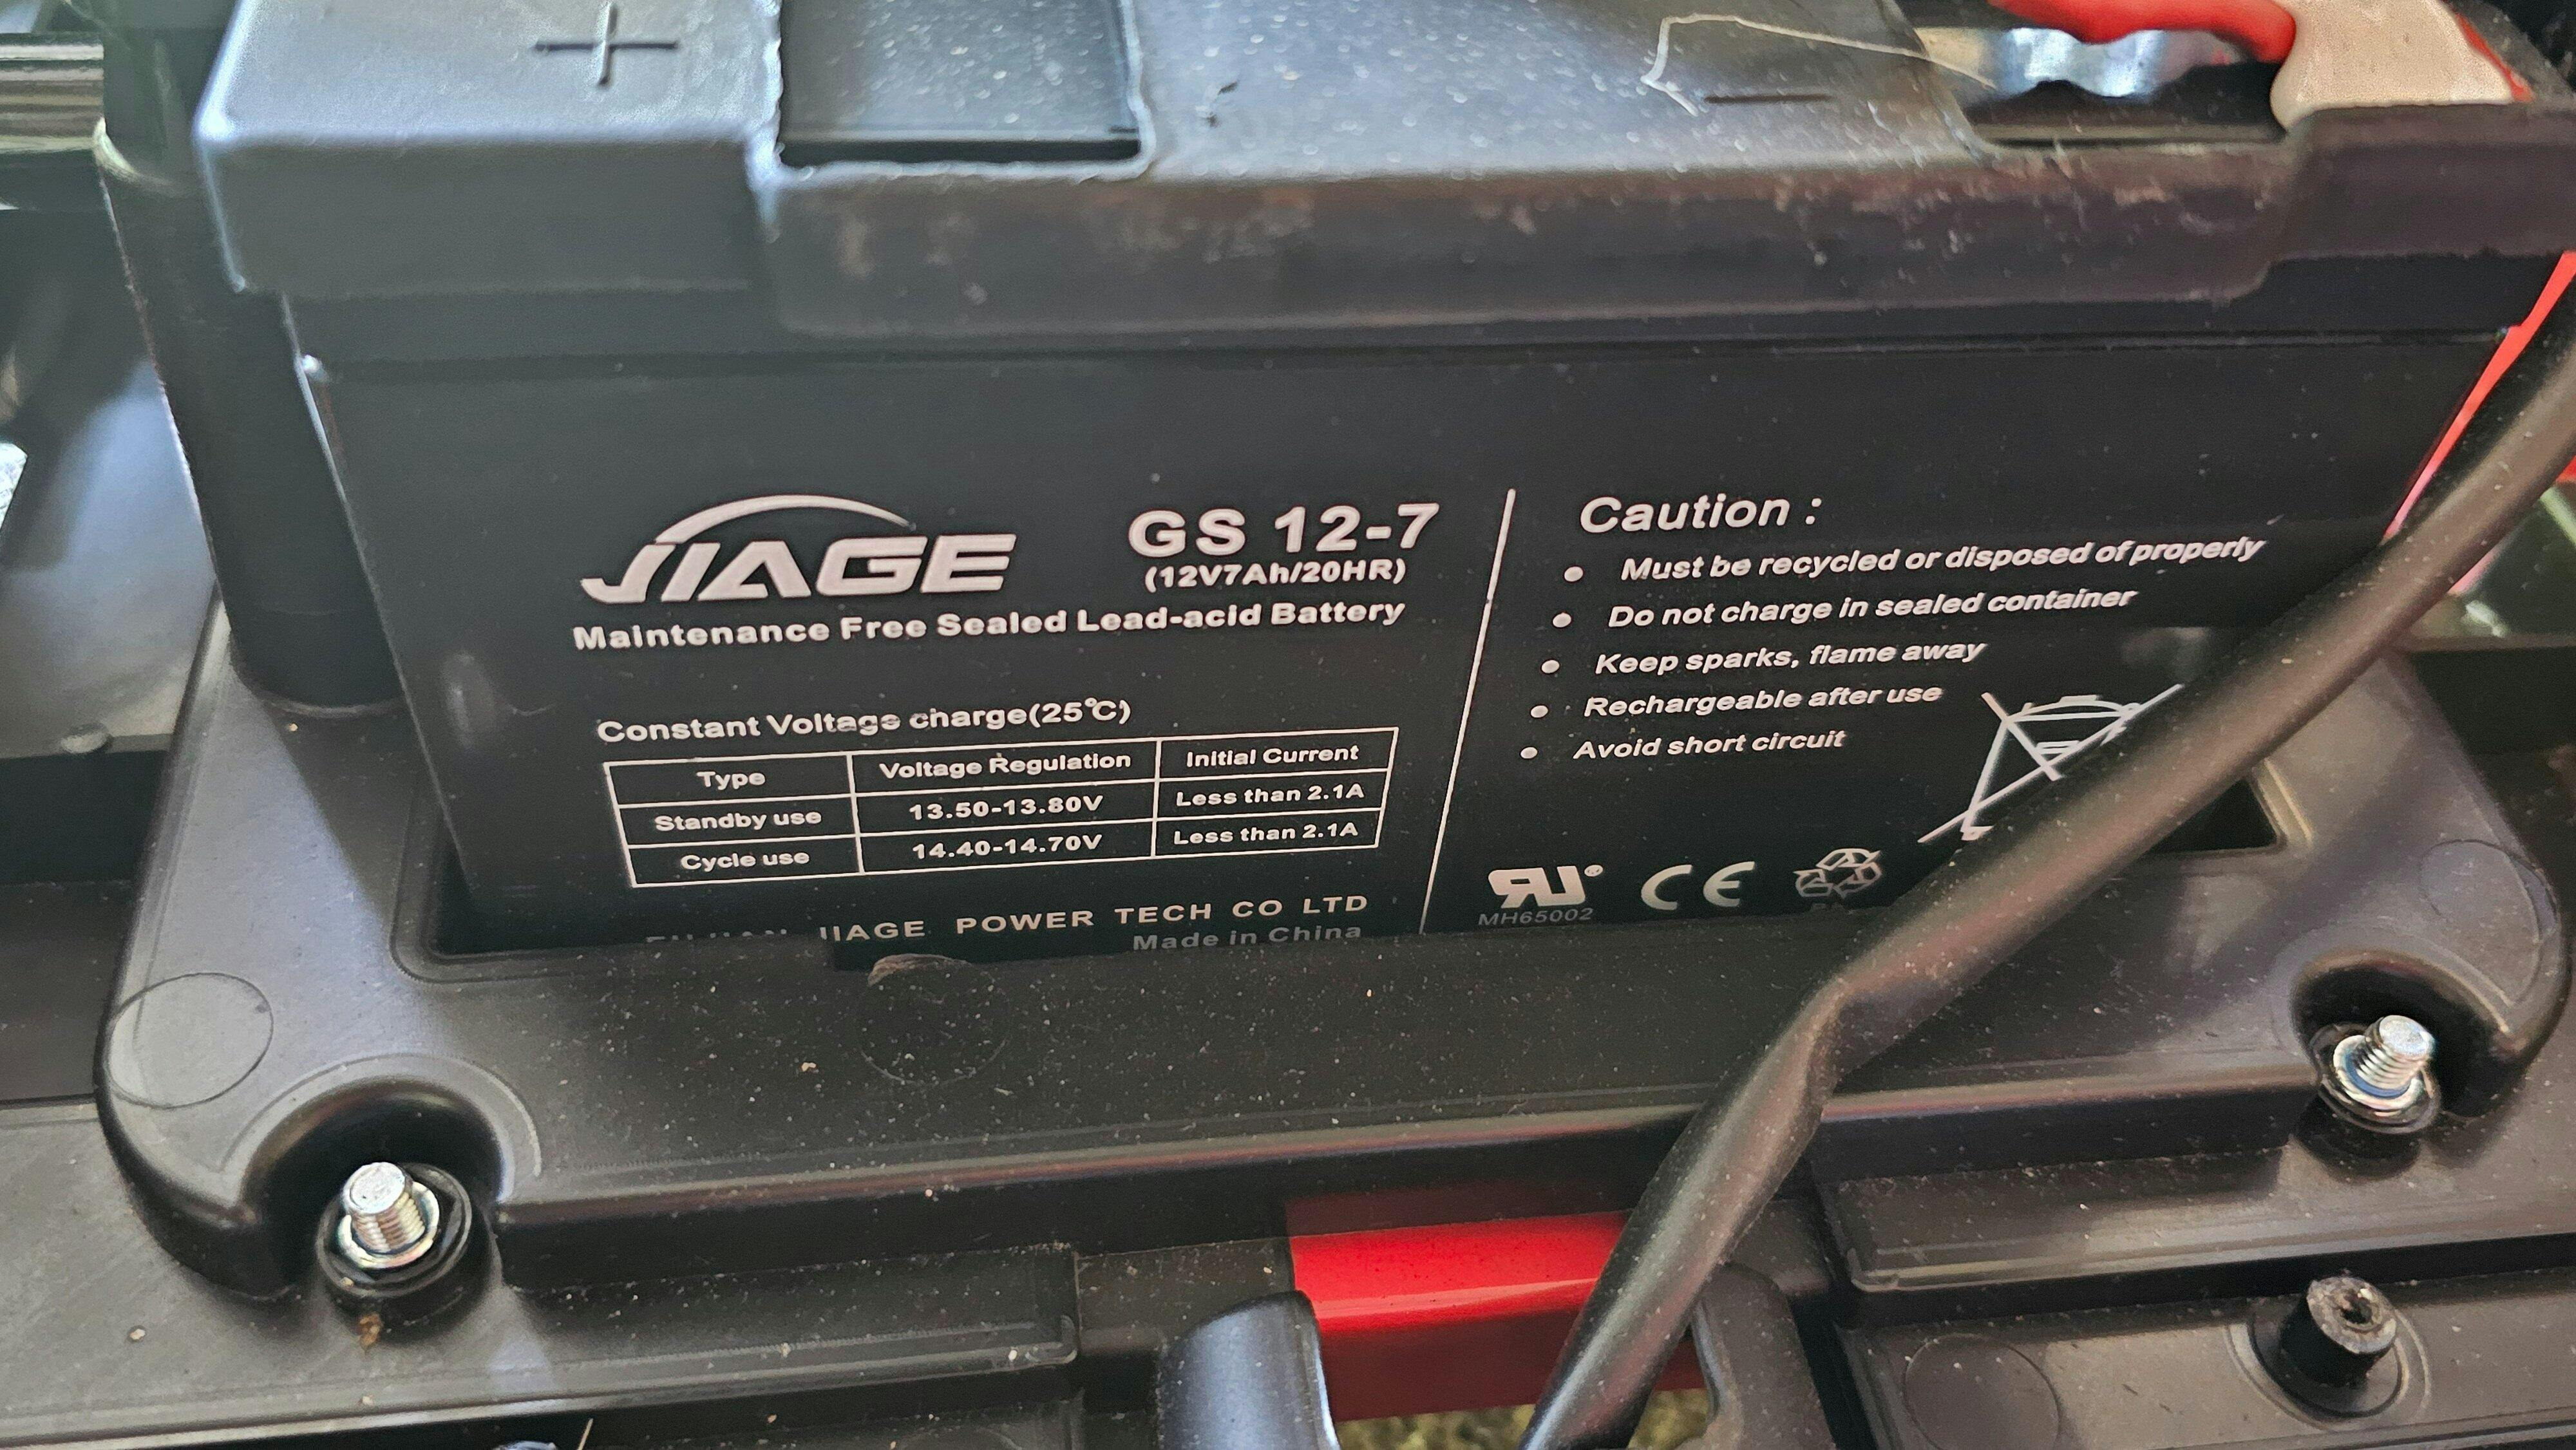 +
−
JIAGE
GS 12-7
(12V7Ah/20HR)
Maintenance Free Sealed Lead-acid Battery
Constant Voltags charge(25℃)
Type Voltage Regulation Initial Current
Standby use 13.50-13.80V Less than 2.1A
Cycle use 14.40-14.70V Less than 2.1A
JIAGE POWER TECH CO LTD
Made in China
Caution :
• Must be recycled or disposed of properly
• Do not charge in sealed container
• Keep sparks, flame away
• Rechargeable after use
• Avoid short circuit
RU® CE
MH65002